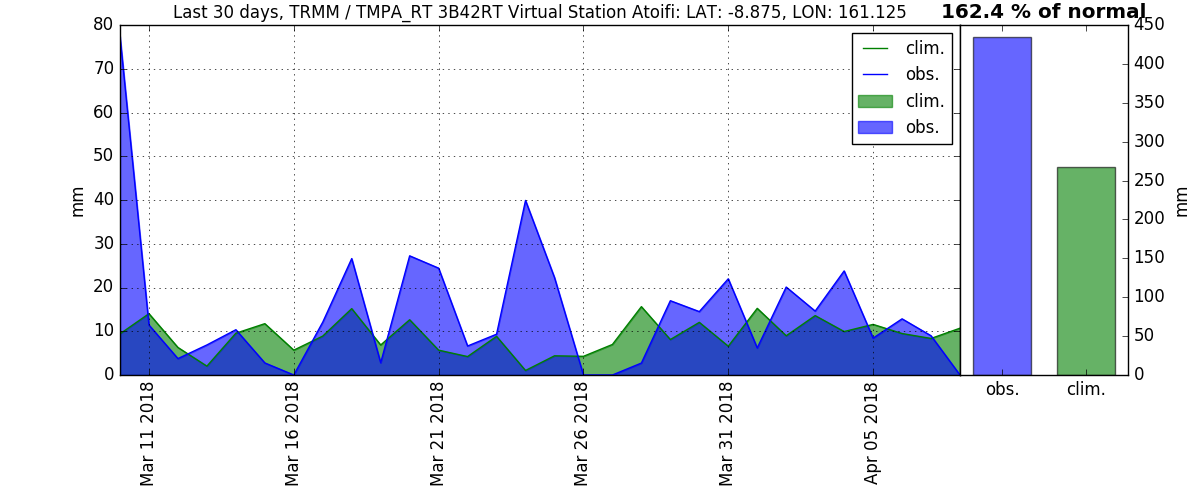 Last 30 days, TRMM / TMPA_RT 3B42RT Virtual Station Atoifi: LAT: -8.875, LON: 161.125
162.4 % of normal
80
70
60
50
40
30
20
10
0
mm
clim.
obs.
clim.
obs.
Mar 11 2018
Mar 16 2018
Mar 21 2018
Mar 26 2018
Mar 31 2018
Apr 05 2018
450
400
350
300
250
200
150
100
50
0
mm
obs.
clim.